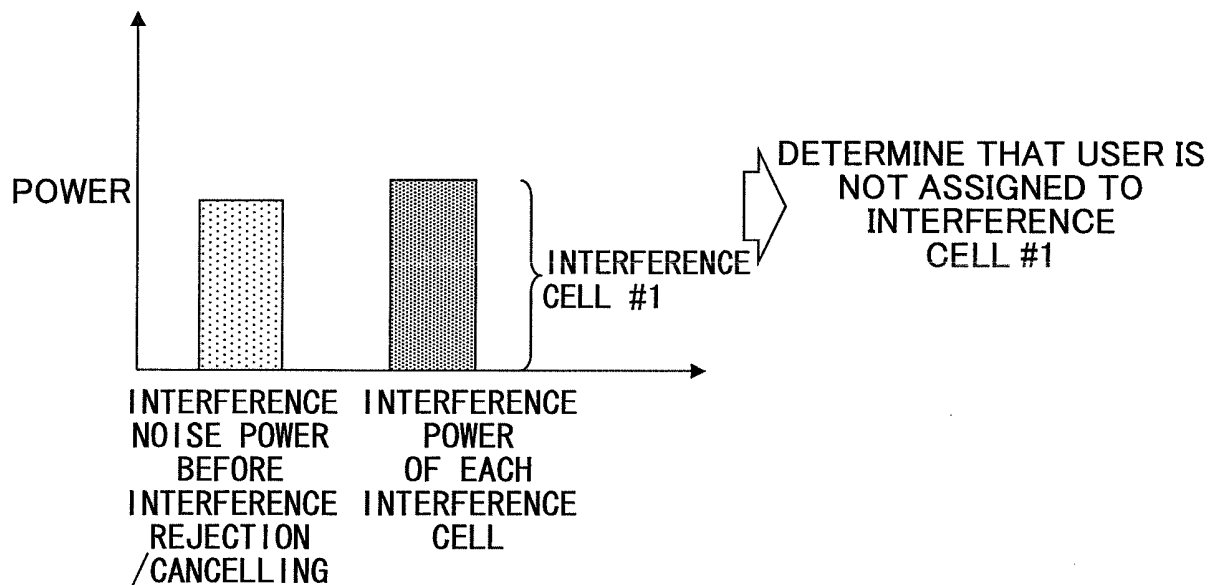 POWER
INTERFERENCE
CELL #1
DETERMINE THAT USER IS
NOT ASSIGNED TO
INTERFERENCE
CELL #1
INTERFERENCE
NOISE POWER
BEFORE
INTERFERENCE
REJECTION
/CANCELLING
INTERFERENCE
POWER
OF EACH
INTERFERENCE
CELL